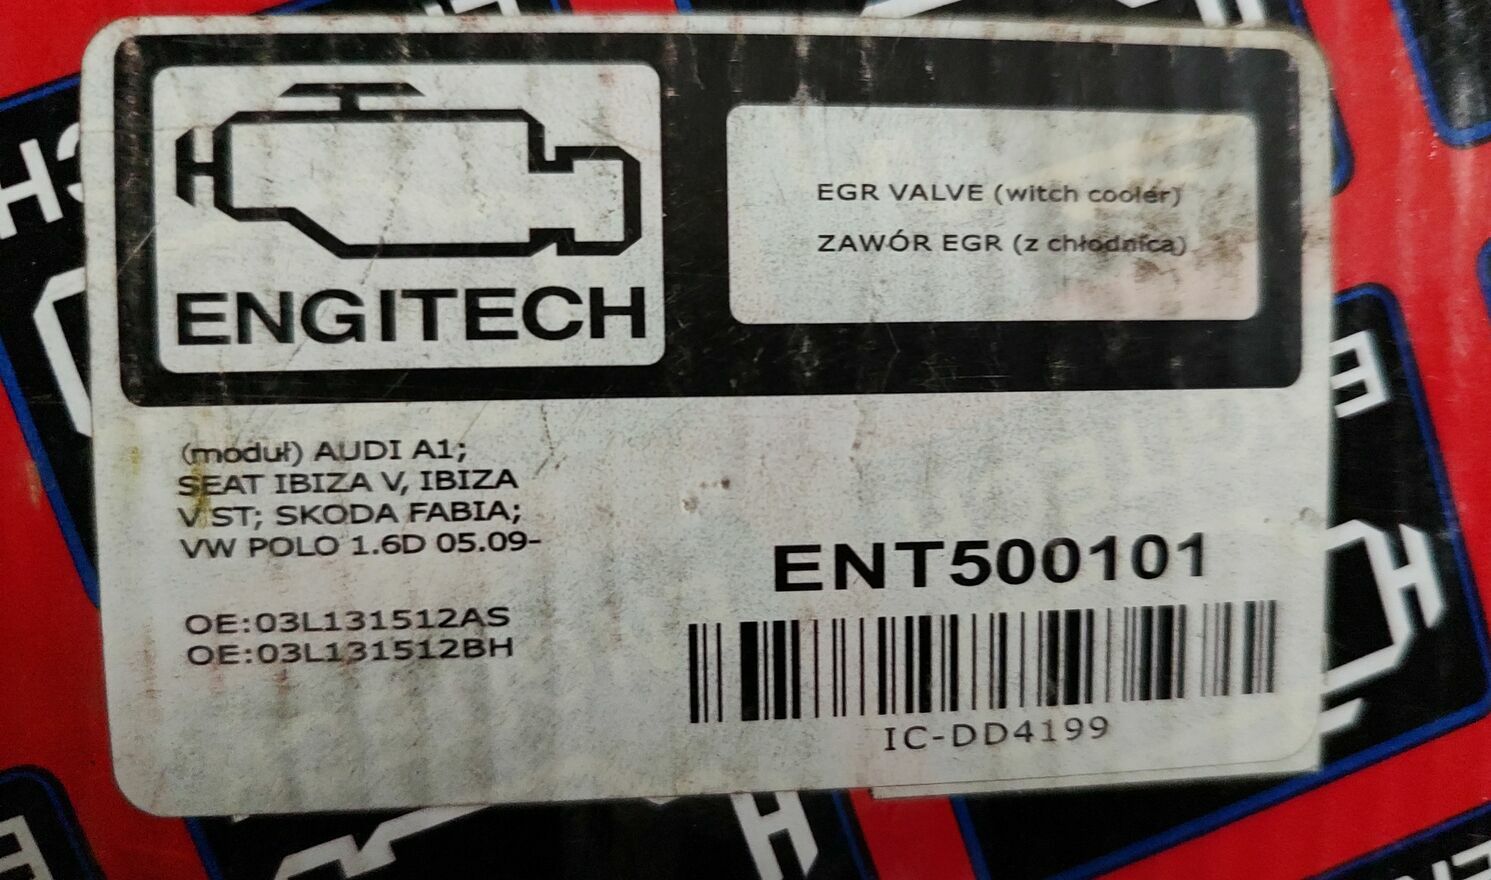 ENGITECH
EGR VALVE (witch cooler)
ZAWÓR EGR (z chłodnica)
(moduł) AUDI A1;
SEAT IBIZA V, IBIZA
V ST; SKODA FABIA;
VW POLO 1.6D 05.09-
OE:03L131512AS
OE:03L131512BH
ENT500101
IC-DD4199